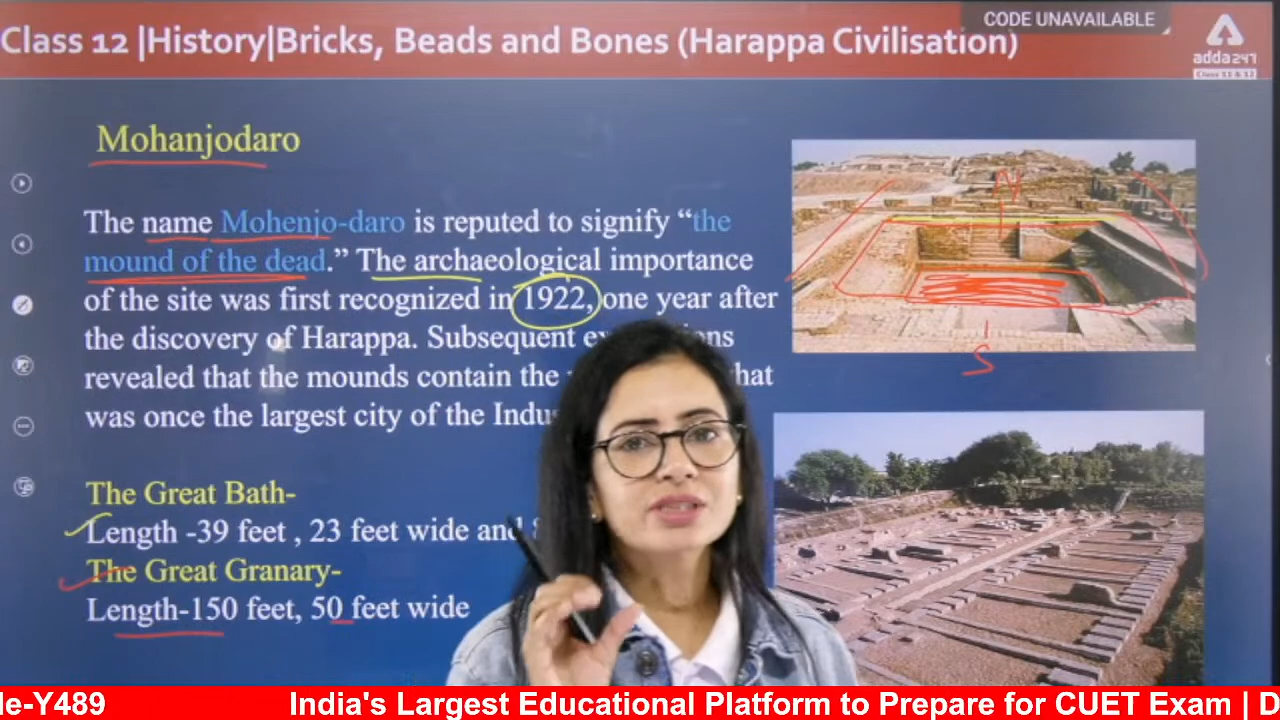 CODE UNAVAILABLE
Class 12 |History|Bricks, Beads and Bones (Harappa Civilisation)
adda247
Class 11 & 12
Mohanjodaro
The name Mohenjo-daro is reputed to signify “the
mound of the dead.” The archaeological importance
of the site was first recognized in 1922, one year after
the discovery of Harappa. Subsequent
revealed that the mounds contain the
was once the largest city of the
N
S
The Great Bath-
Length -39 feet , 23 feet wide and
The Great Granary-
Length-150 feet, 50 feet wide
le-Y489 India's Largest Educational Platform to Prepare for CUET Exam | D